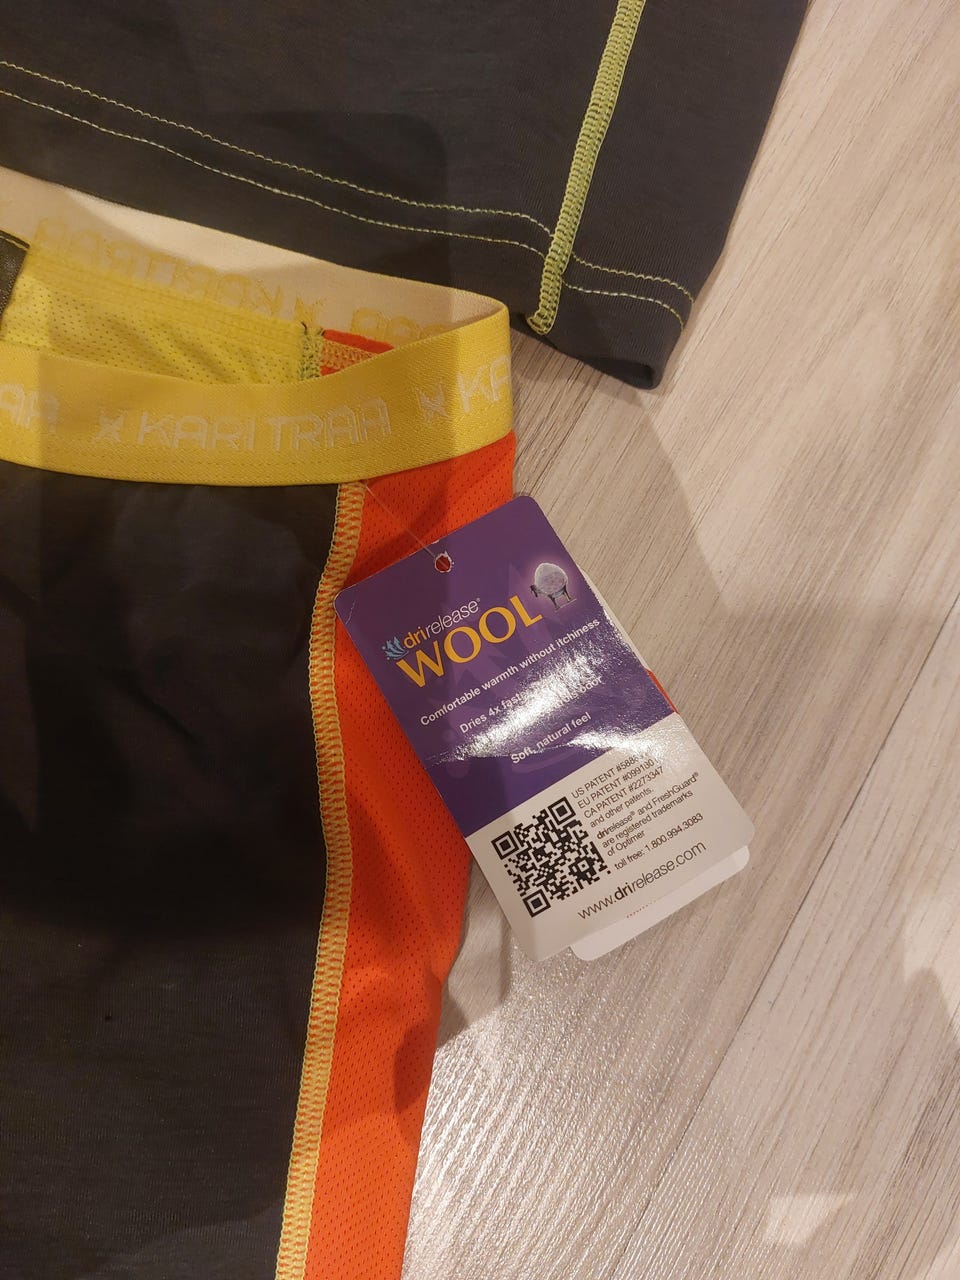 KARI TRAA
KARI TRAA
drirelease®
WOOL
Comfortable warmth without itchiness
Dries 4x
Soft, natural feel
US PATENT
EU PATENT
CA PATENT #2273347
and other patents.
drirelease® and FreshGuard®
are registered trademarks
of Optimer
toll free: 1.800.994.3083
www.drirelease.com